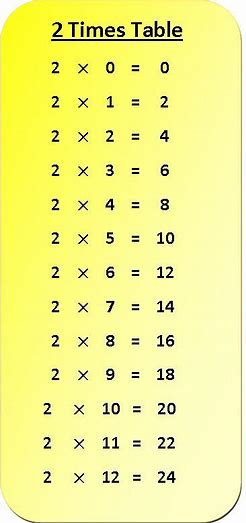 2 Times Table
2 × 0 = 0
2 × 1 = 2
2 × 2 = 4
2 × 3 = 6
2 × 4 = 8
2 × 5 = 10
2 × 6 = 12
2 × 7 = 14
2 × 8 = 16
2 × 9 = 18
2 × 10 = 20
2 × 11 = 22
2 × 12 = 24